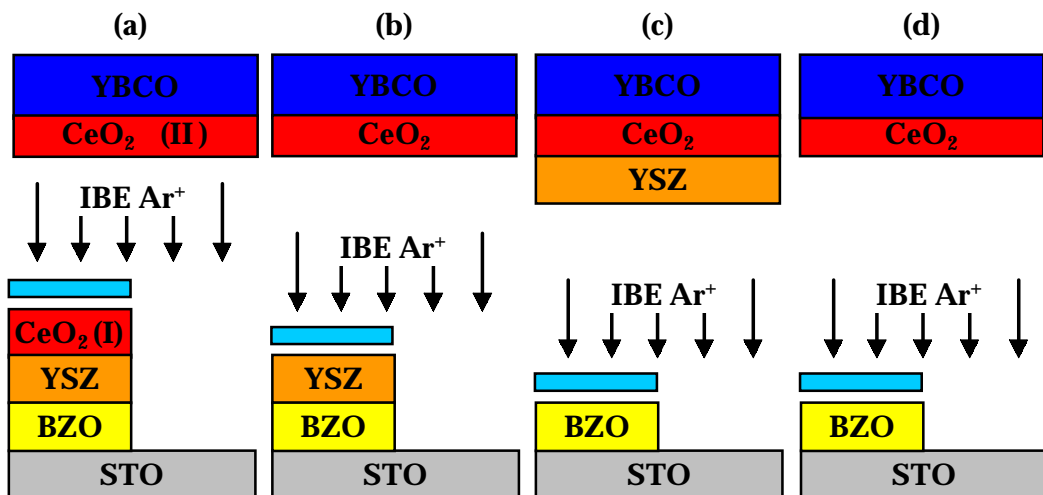 (a)
YBCO
CeO₂ (II)
IBE Ar⁺
CeO₂ (I)
YSZ
BZO
STO
(b)
YBCO
CeO₂
IBE Ar⁺
YSZ
BZO
STO
(c)
YBCO
CeO₂
YSZ
IBE Ar⁺
BZO
STO
(d)
YBCO
CeO₂
IBE Ar⁺
BZO
STO